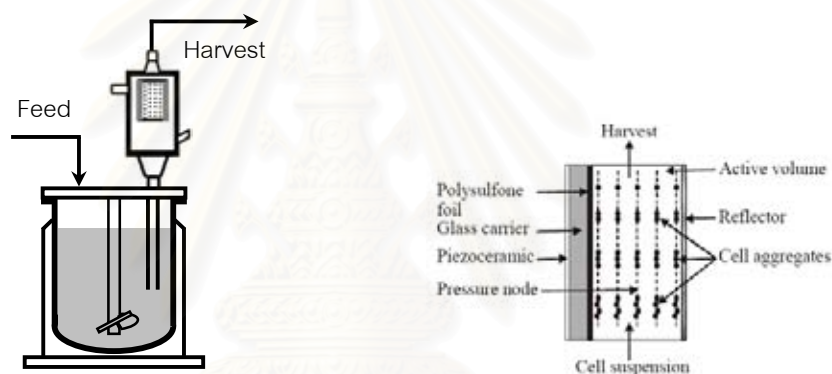 Harvest
Feed
Harvest
Active volume
Polysulfone
foil
Glass carrier
Reflector
Piezoceramic
Cell aggregates
Pressure node
Cell suspension